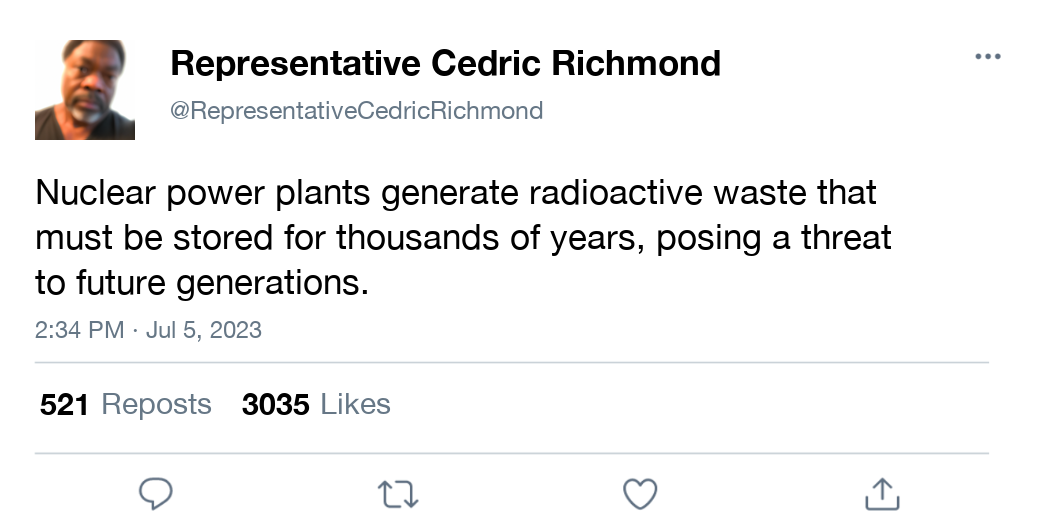 Representative Cedric Richmond
@RepresentativeCedricRichmond
Nuclear power plants generate radioactive waste that
must be stored for thousands of years, posing a threat
to future generations.
2:34 PM · Jul 5, 2023
521 Reposts 3035 Likes